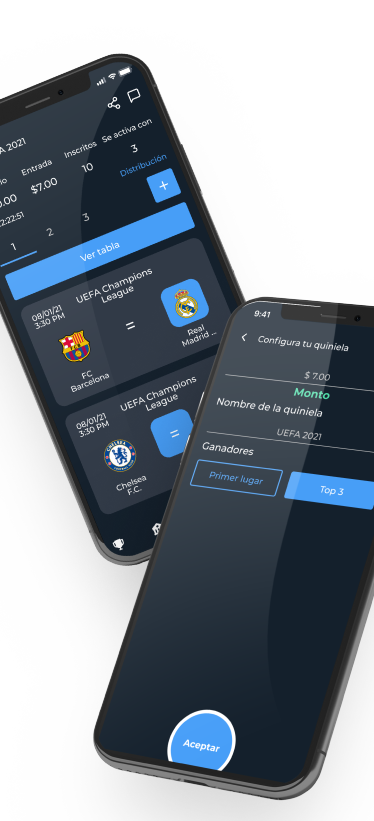 A 2021
Entrada
Inscritos
Se activa con
$7.00
10
3
22:51
Distribución
+
1
2
3
Ver tabla
08/01/21
3:30 PM
UEFA Champions
League
FC
Barcelona
=
Real
Madrid ...
08/01/21
3:30 PM
UEFA Champions
League
CHELSEA
Chelsea
F.C.
=
9:41
Configura tu quiniela
$ 7.00
Monto
Nombre de la quiniela
UEFA 2021
Ganadores
Primer lugar
Top 3
Aceptar